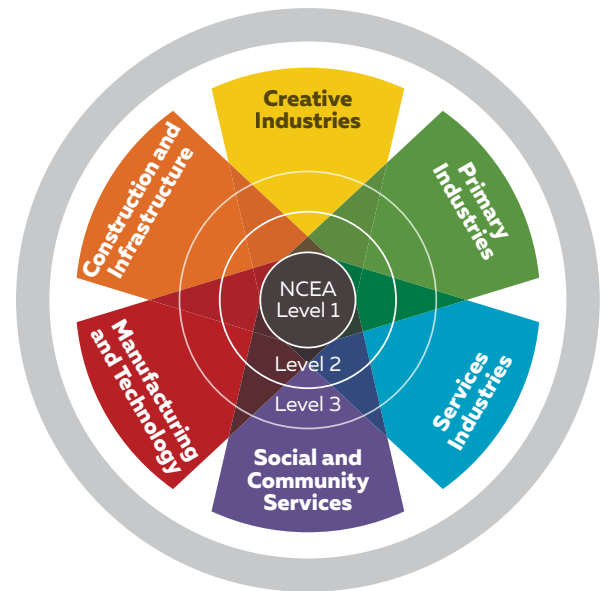 Creative
Industries
Primary
Industries
Services
Industries
Social and
Community
Services
Manufacturing
and Technology
Construction and
Infrastructure
NCEA
Level 1
Level 2
Level 3